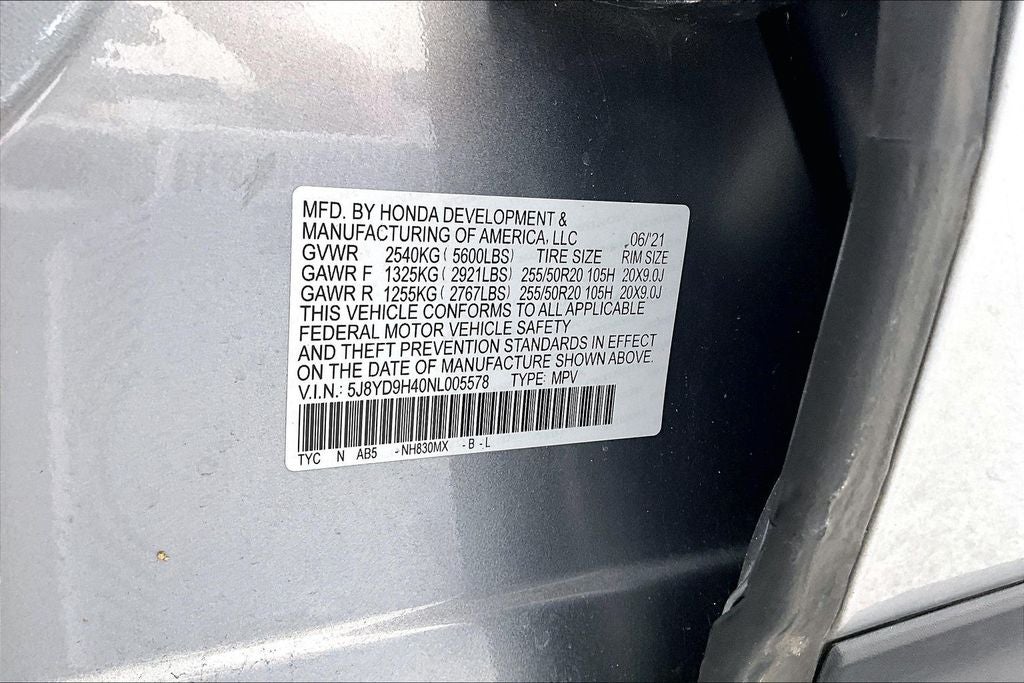 MFD. BY HONDA DEVELOPMENT &
MANUFACTURING OF AMERICA, LLC 06/'21
GVWR 2540KG ( 5600LBS) TIRE SIZE RIM SIZE
GAWR F 1325KG ( 2921LBS) 255/50R20 105H 20X9.0J
GAWR R 1255KG ( 2767LBS) 255/50R20 105H 20X9.0J
THIS VEHICLE CONFORMS TO ALL APPLICABLE
FEDERAL MOTOR VEHICLE SAFETY
AND THEFT PREVENTION STANDARDS IN EFFECT
ON THE DATE OF MANUFACTURE SHOWN ABOVE.
V.I.N.: 5J8YD9H40NL005578 TYPE: MPV
TYC N AB5 -NH830MX -B-L